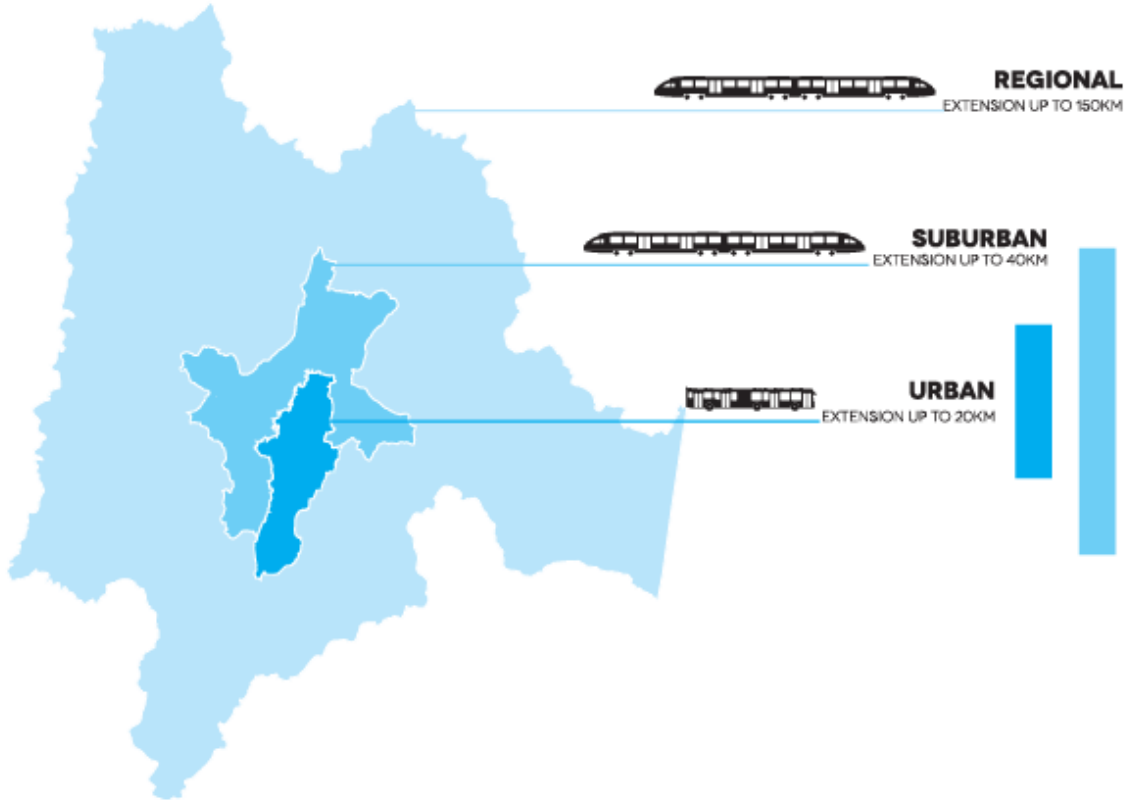 REGIONAL
EXTENSION UP TO 150KM
SUBURBAN
EXTENSION UP TO 40KM
URBAN
EXTENSION UP TO 20KM